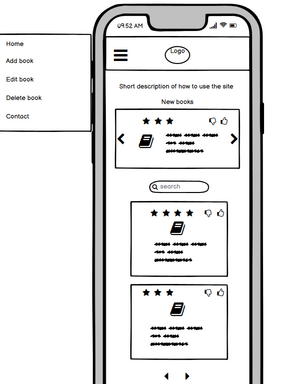 09.52 AM
Home
Add book
Edit book
Delete book
Contact
Logo
Short description of how to use the site
New books
search